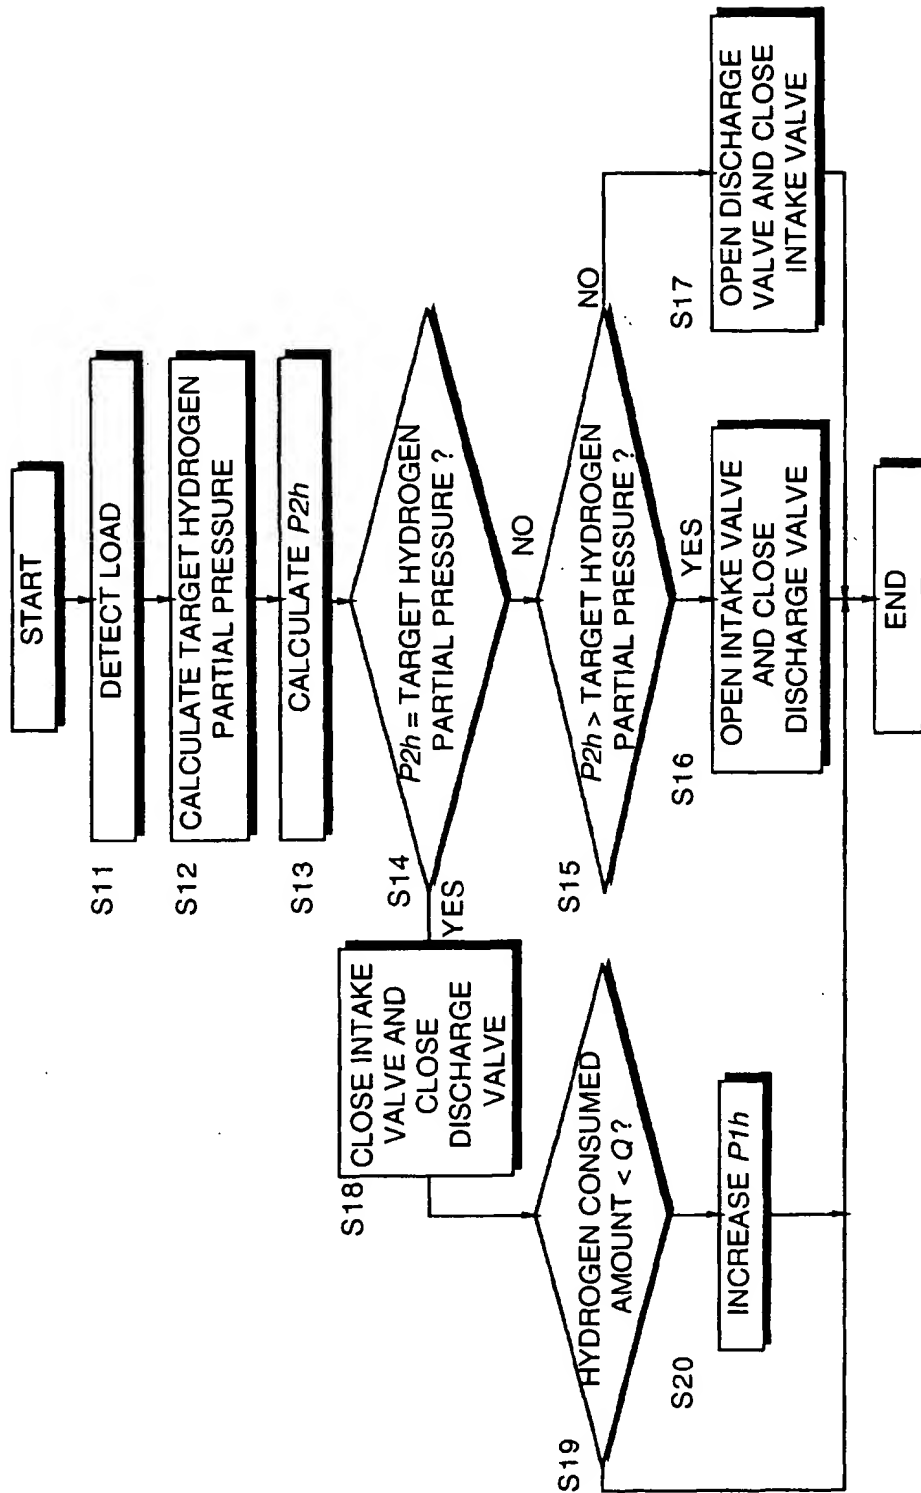 START
S11
DETECT LOAD
S12
CALCULATE TARGET HYDROGEN
PARTIAL PRESSURE
S13
CALCULATE P2h
S14
P2h = TARGET HYDROGEN
PARTIAL PRESSURE ?
YES
NO
S18
CLOSE INTAKE
VALVE AND
CLOSE
DISCHARGE
VALVE
S15
P2h > TARGET HYDROGEN
PARTIAL PRESSURE ?
NO
YES
S19
HYDROGEN CONSUMED
AMOUNT < Q?
S20
INCREASE P1h
S16
OPEN INTAKE VALVE
AND CLOSE
DISCHARGE VALVE
S17
OPEN DISCHARGE
VALVE AND CLOSE
INTAKE VALVE
END